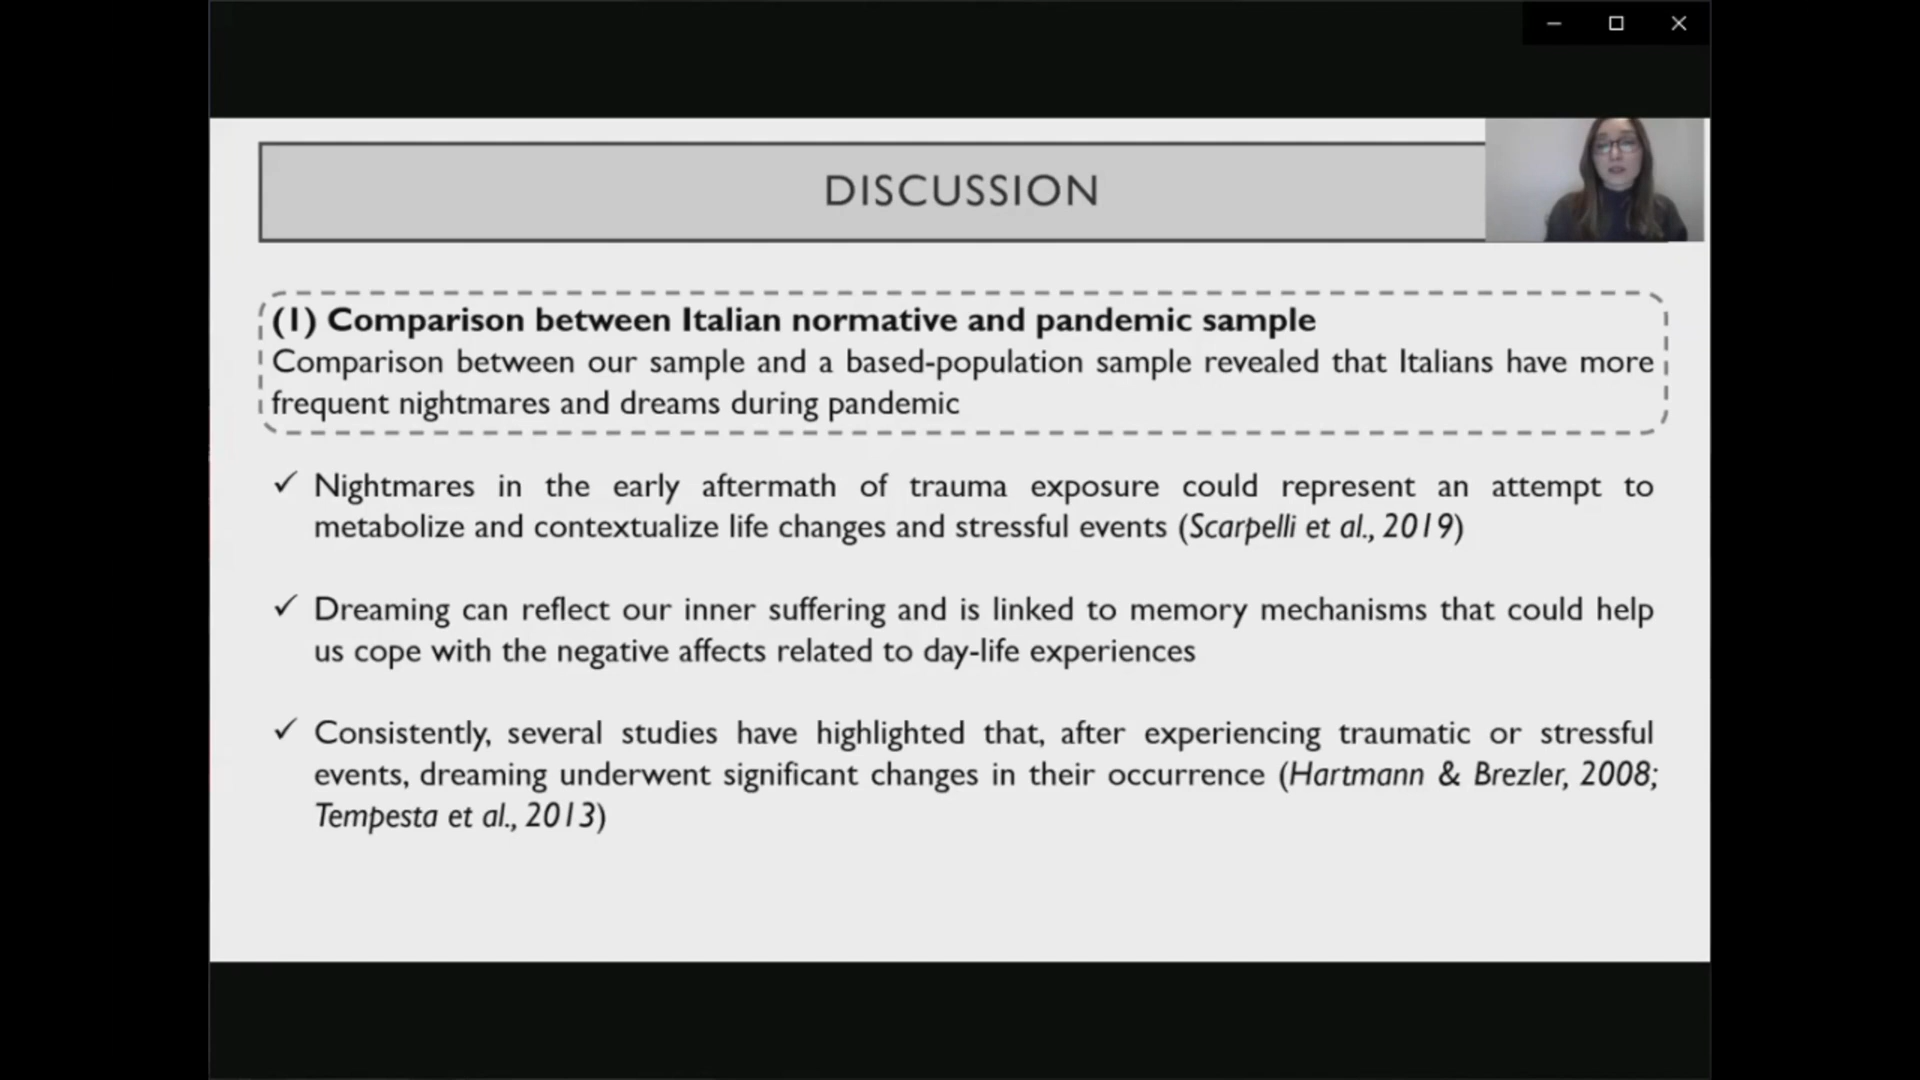 DISCUSSION
(1) Comparison between Italian normative and pandemic sample
Comparison between our sample and a based-population sample revealed that Italians have more
frequent nightmares and dreams during pandemic
✓ Nightmares in the early aftermath of trauma exposure could represent an attempt to
metabolize and contextualize life changes and stressful events (Scarpelli et al., 2019)
✓ Dreaming can reflect our inner suffering and is linked to memory mechanisms that could help
us cope with the negative affects related to day-life experiences
✓ Consistently, several studies have highlighted that, after experiencing traumatic or stressful
events, dreaming underwent significant changes in their occurrence (Hartmann & Brezler, 2008;
Tempesta et al., 2013)